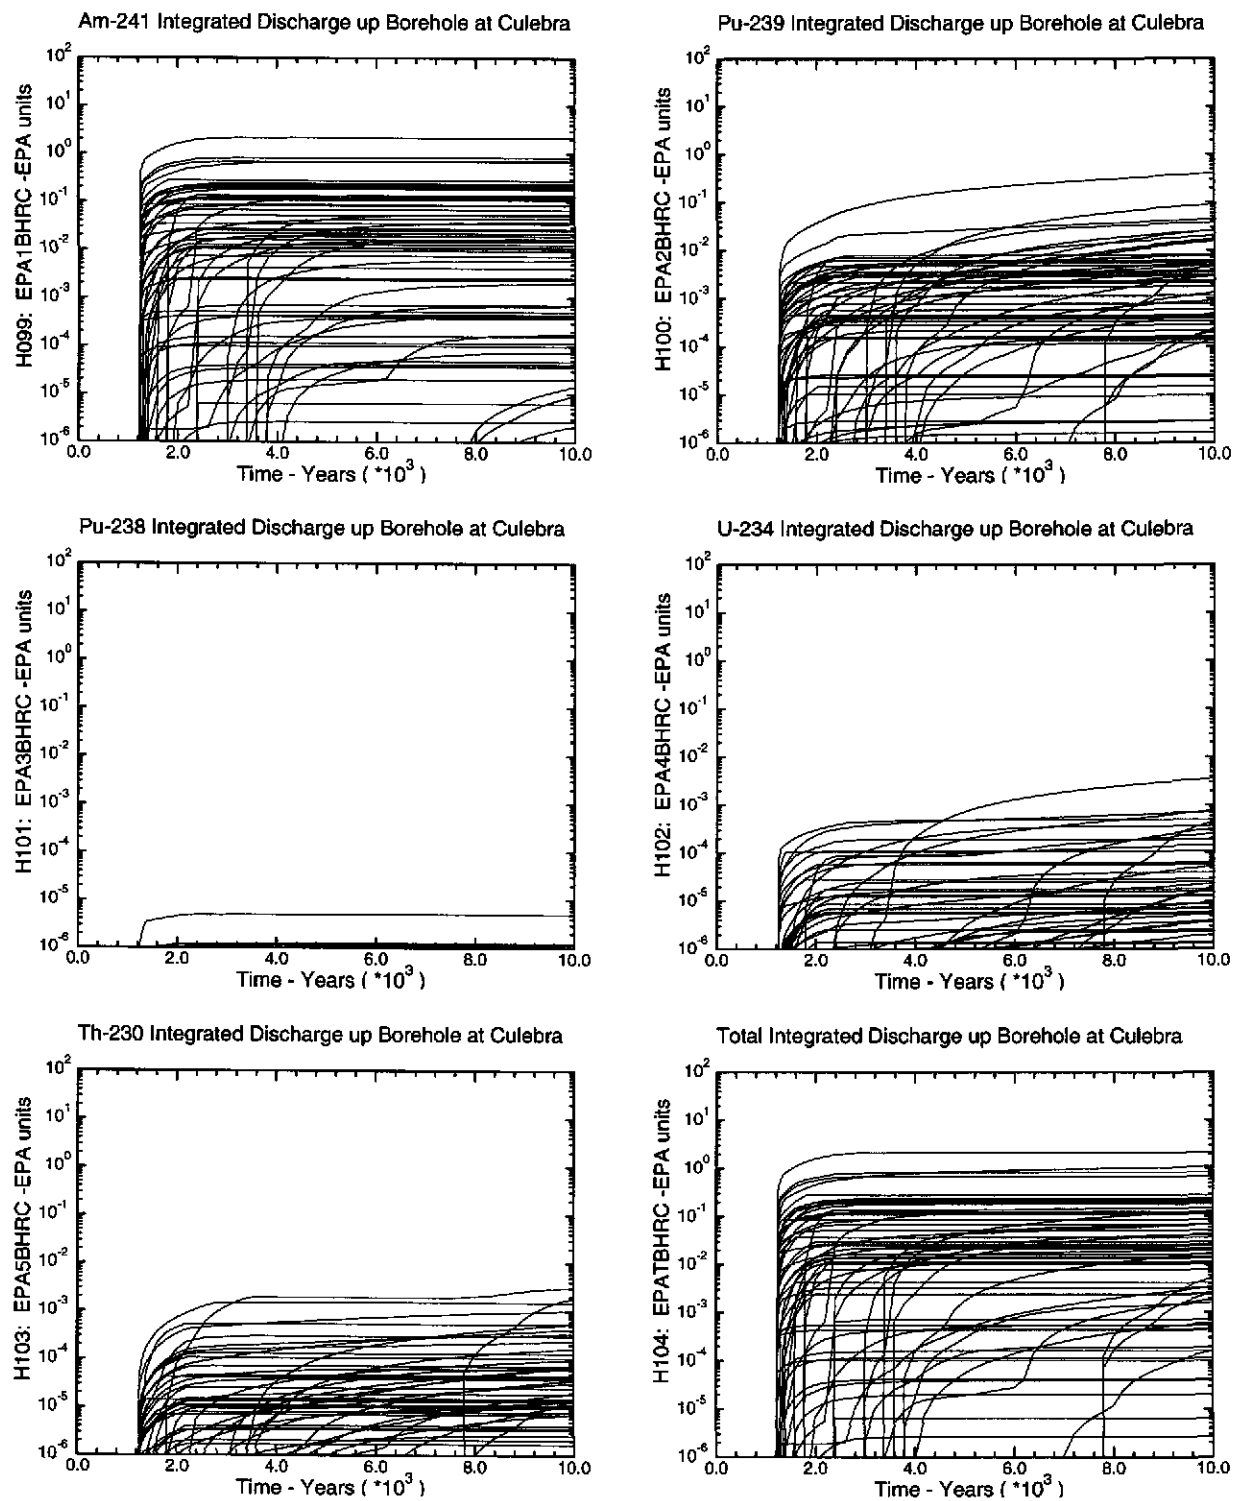 Am-241 Integrated Discharge up Borehole at Culebra
H099: EPA1BHRC -EPA units
10^2
10^1
10^0
10^-1
10^-2
10^-3
10^-4
10^-5
10^-6
0.0 2.0 4.0 6.0 8.0 10.0
Time - Years ( *10^3 )
Pu-239 Integrated Discharge up Borehole at Culebra
H100: EPA2BHRC -EPA units
10^2
10^1
10^0
10^-1
10^-2
10^-3
10^-4
10^-5
10^-6
0.0 2.0 4.0 6.0 8.0 10.0
Time - Years ( *10^3 )
Pu-238 Integrated Discharge up Borehole at Culebra
H101: EPA3BHRC -EPA units
10^2
10^1
10^0
10^-1
10^-2
10^-3
10^-4
10^-5
10^-6
0.0 2.0 4.0 6.0 8.0 10.0
Time - Years ( *10^3 )
U-234 Integrated Discharge up Borehole at Culebra
H102: EPA4BHRC -EPA units
10^2
10^1
10^0
10^-1
10^-2
10^-3
10^-4
10^-5
10^-6
0.0 2.0 4.0 6.0 8.0 10.0
Time - Years ( *10^3 )
Th-230 Integrated Discharge up Borehole at Culebra
H103: EPA5BHRC -EPA units
10^2
10^1
10^0
10^-1
10^-2
10^-3
10^-4
10^-5
10^-6
0.0 2.0 4.0 6.0 8.0 10.0
Time - Years ( *10^3 )
Total Integrated Discharge up Borehole at Culebra
H104: EPATBHRC -EPA units
10^2
10^1
10^0
10^-1
10^-2
10^-3
10^-4
10^-5
10^-6
0.0 2.0 4.0 6.0 8.0 10.0
Time - Years ( *10^3 )